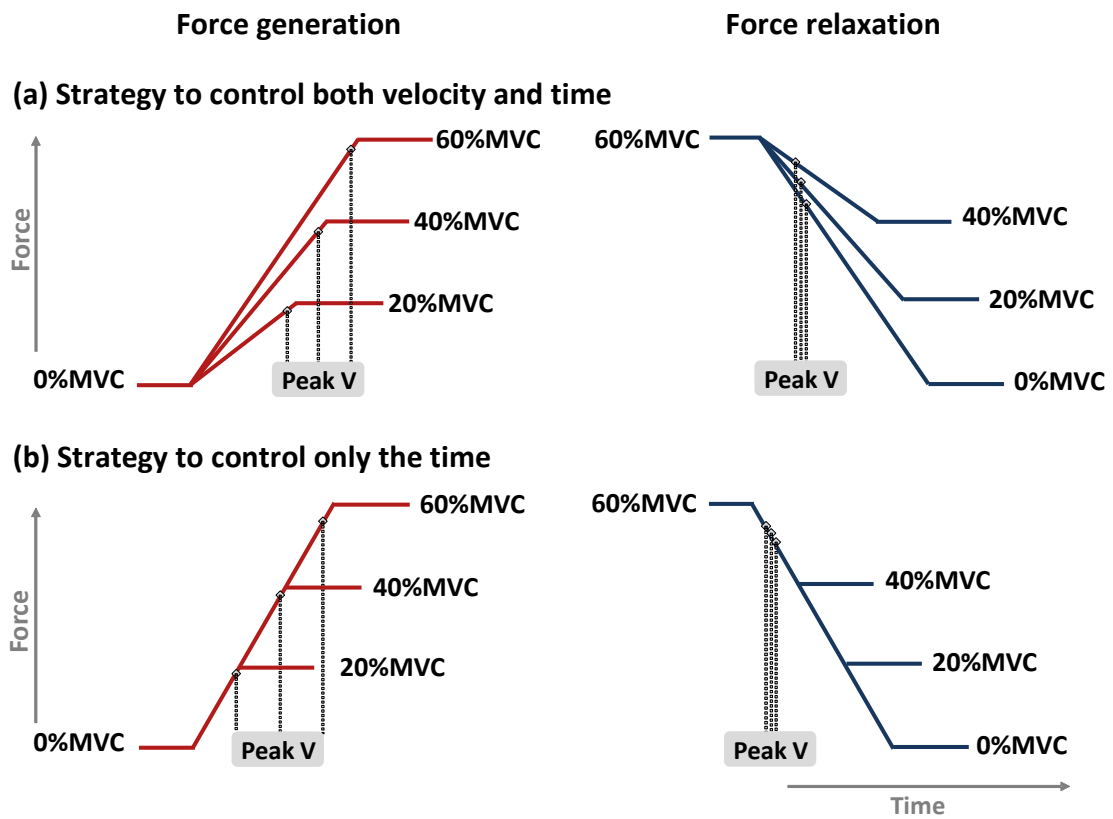 Force generation
Force relaxation
(a) Strategy to control both velocity and time
Force
60%MVC
40%MVC
20%MVC
0%MVC
Peak V
60%MVC
40%MVC
20%MVC
0%MVC
Peak V
(b) Strategy to control only the time
Force
60%MVC
40%MVC
20%MVC
0%MVC
Peak V
60%MVC
40%MVC
20%MVC
0%MVC
Peak V
Time